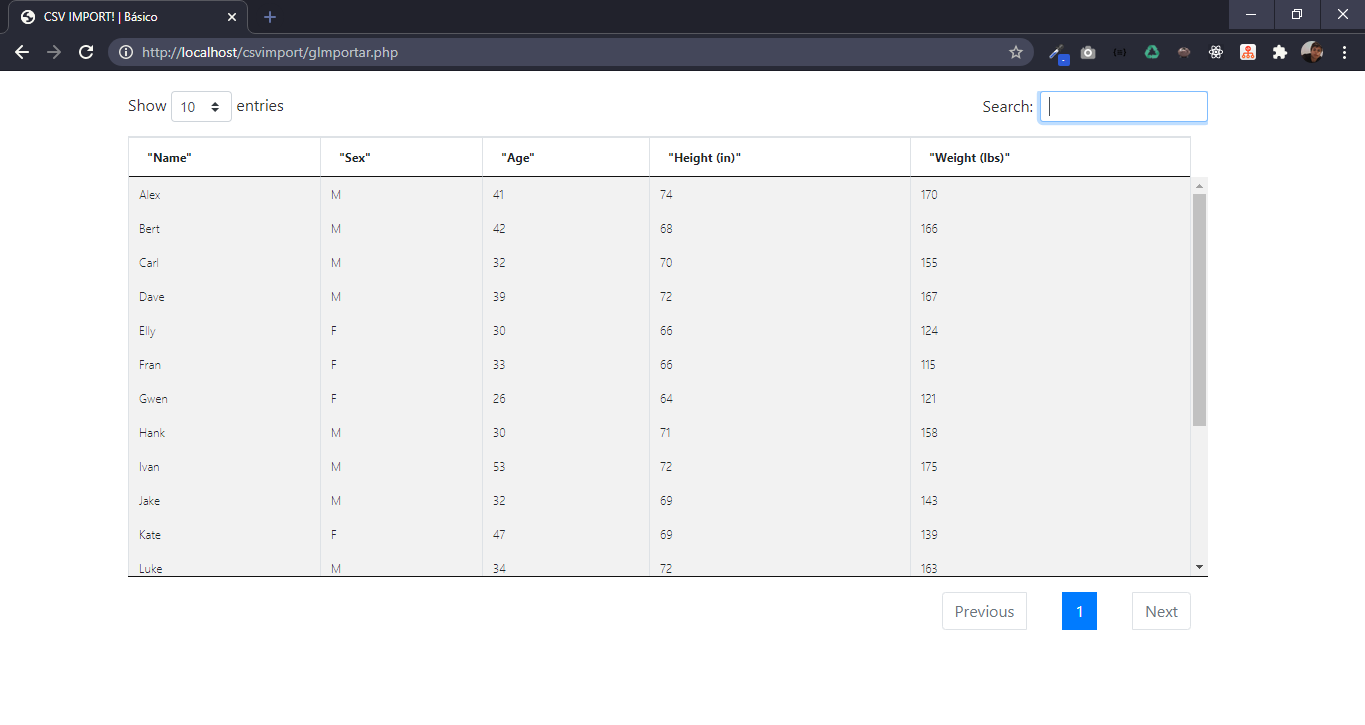 CSV IMPORT! | Básico
http://localhost/csvimport/gImportar.php
Show 10 entries Search:
"Name" "Sex" "Age" "Height (in)" "Weight (lbs)"
Alex M 41 74 170
Bert M 42 68 166
Carl M 32 70 155
Dave M 39 72 167
Elly F 30 66 124
Fran F 33 66 115
Gwen F 26 64 121
Hank M 30 71 158
Ivan M 53 72 175
Jake M 32 69 143
Kate F 47 69 139
Luke M 34 72 163
Previous 1 Next